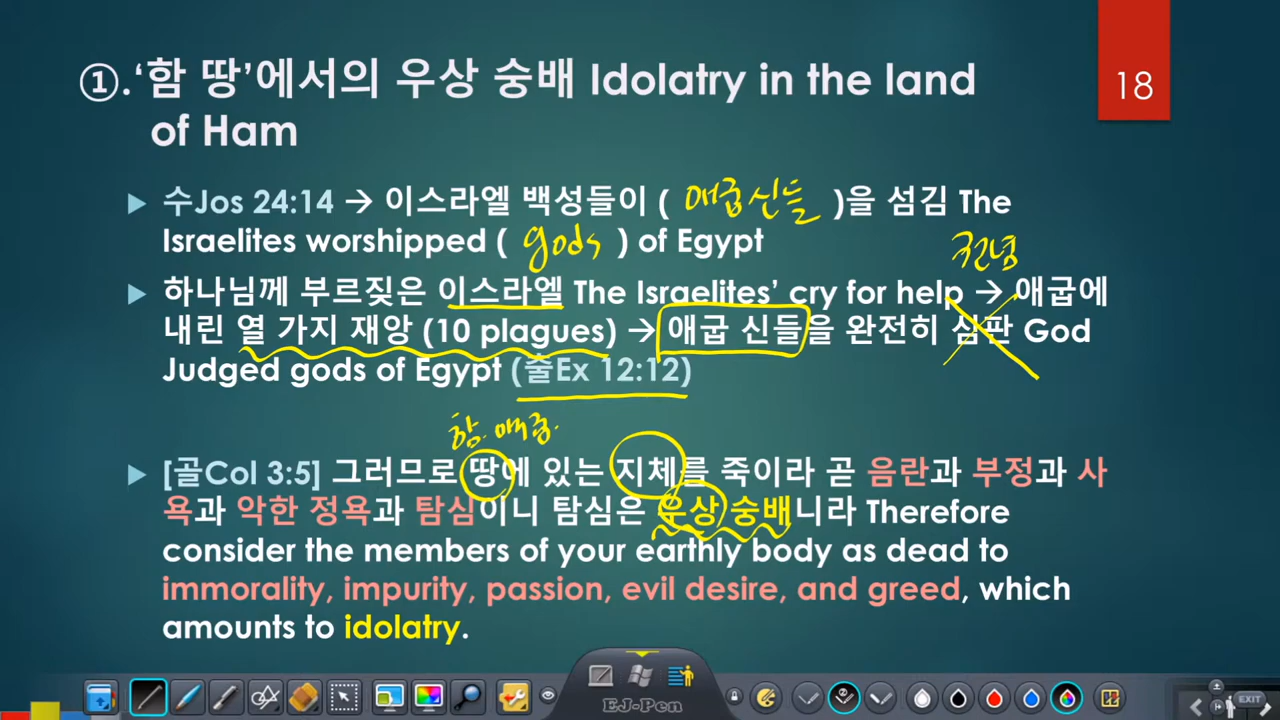 ①.‘함 땅’에서의 우상 숭배 Idolatry in the land
of Ham
18
수Jos 24:14 → 이스라엘 백성들이 ( 애굽신들 )을 섬김 The
Israelites worshipped ( gods ) of Egypt
하나님께 부르짖은 이스라엘 The Israelites’ cry for help → 애굽에
내린 열 가지 재앙 (10 plagues) → 애굽 신들을 완전히 심판 God
Judged gods of Egypt (출Ex 12:12)
함. 애굽.
[골Col 3:5] 그러므로 땅에 있는 지체를 죽이라 곧 음란과 부정과 사
욕과 악한 정욕과 탐심이니 탐심은 우상 숭배니라 Therefore
consider the members of your earthly body as dead to
immorality, impurity, passion, evil desire, and greed, which
amounts to idolatry.
EJ-Pen
EXIT